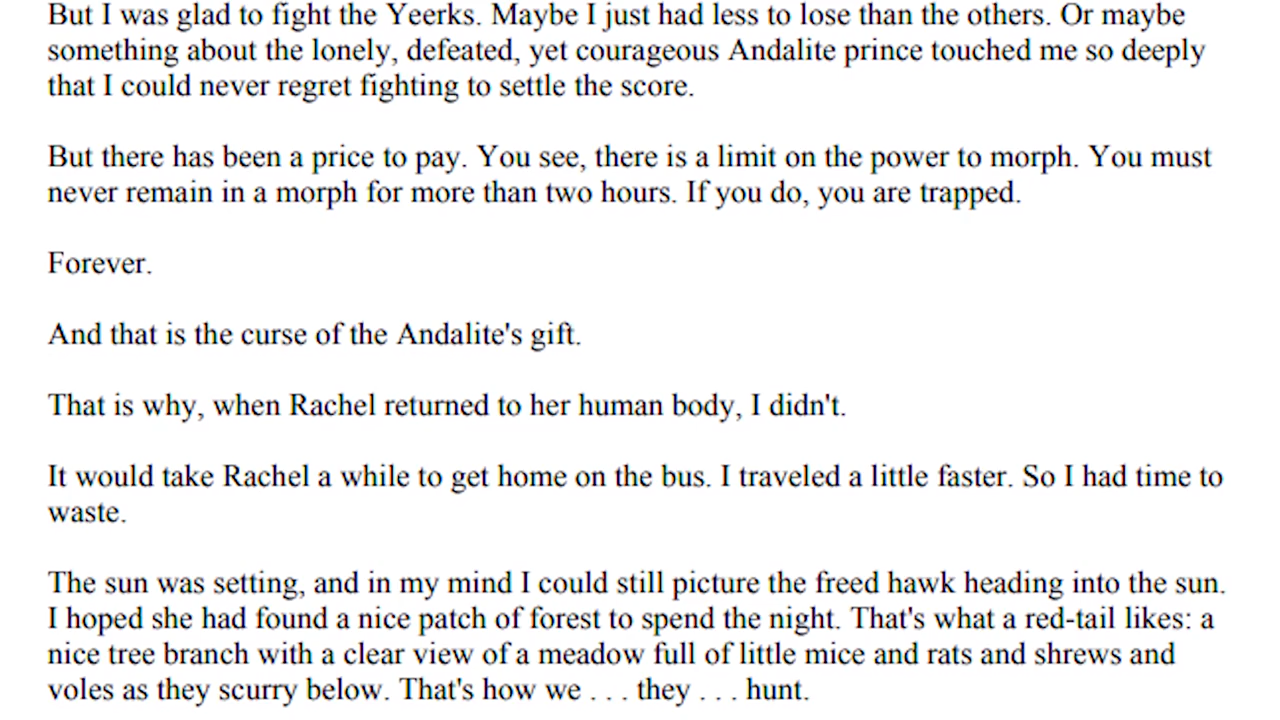 But I was glad to fight the Yeerks. Maybe I just had less to lose than the others. Or maybe
something about the lonely, defeated, yet courageous Andalite prince touched me so deeply
that I could never regret fighting to settle the score.
But there has been a price to pay. You see, there is a limit on the power to morph. You must
never remain in a morph for more than two hours. If you do, you are trapped.
Forever.
And that is the curse of the Andalite's gift.
That is why, when Rachel returned to her human body, I didn't.
It would take Rachel a while to get home on the bus. I traveled a little faster. So I had time to
waste.
The sun was setting, and in my mind I could still picture the freed hawk heading into the sun.
I hoped she had found a nice patch of forest to spend the night. That's what a red-tail likes: a
nice tree branch with a clear view of a meadow full of little mice and rats and shrews and
voles as they scurry below. That's how we . . . they . . . hunt.